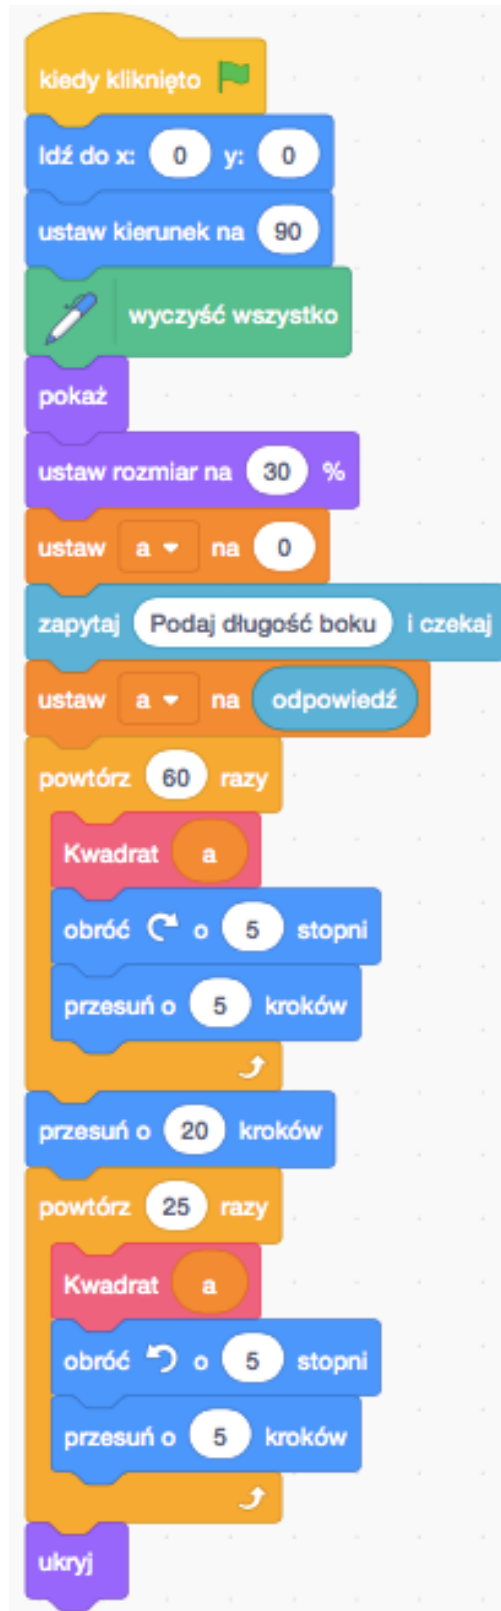 kiedy kliknięto
Idź do x: 0 y: 0
ustaw kierunek na 90
wyczyść wszystko
pokaż
ustaw rozmiar na 30 %
ustaw a na 0
zapytaj Podaj długość boku i czekaj
ustaw a na odpowiedź
powtórz 60 razy
Kwadrat a
obróć o 5 stopni
przesuń o 5 kroków
przesuń o 20 kroków
powtórz 25 razy
Kwadrat a
obróć o 5 stopni
przesuń o 5 kroków
ukryj